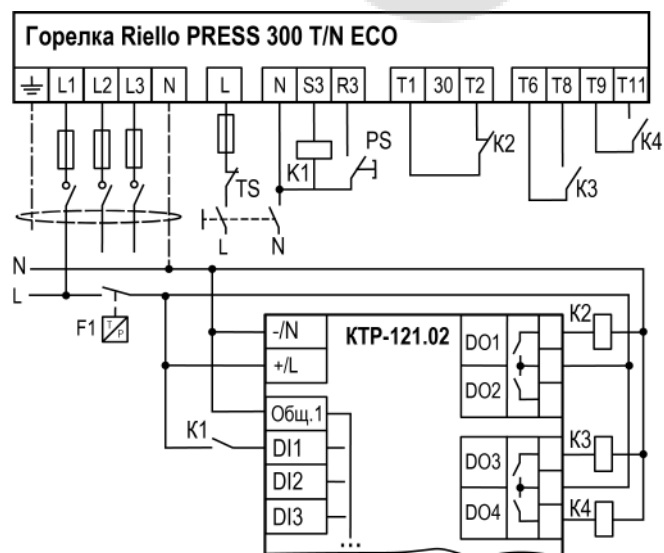 Горелка Riello PRESS 300 T/N ECO
L1 L2 L3 N L N S3 R3 T1 30 T2 T6 T8 T9 T11
K1 PS K2 K4
TS K3
L N
N
L
F1 T P
-/N КТР-121.02 DO1 K2
+/L DO2
Общ.1
K1 DI1 DO3 K3
DI2
DI3 DO4 K4
...